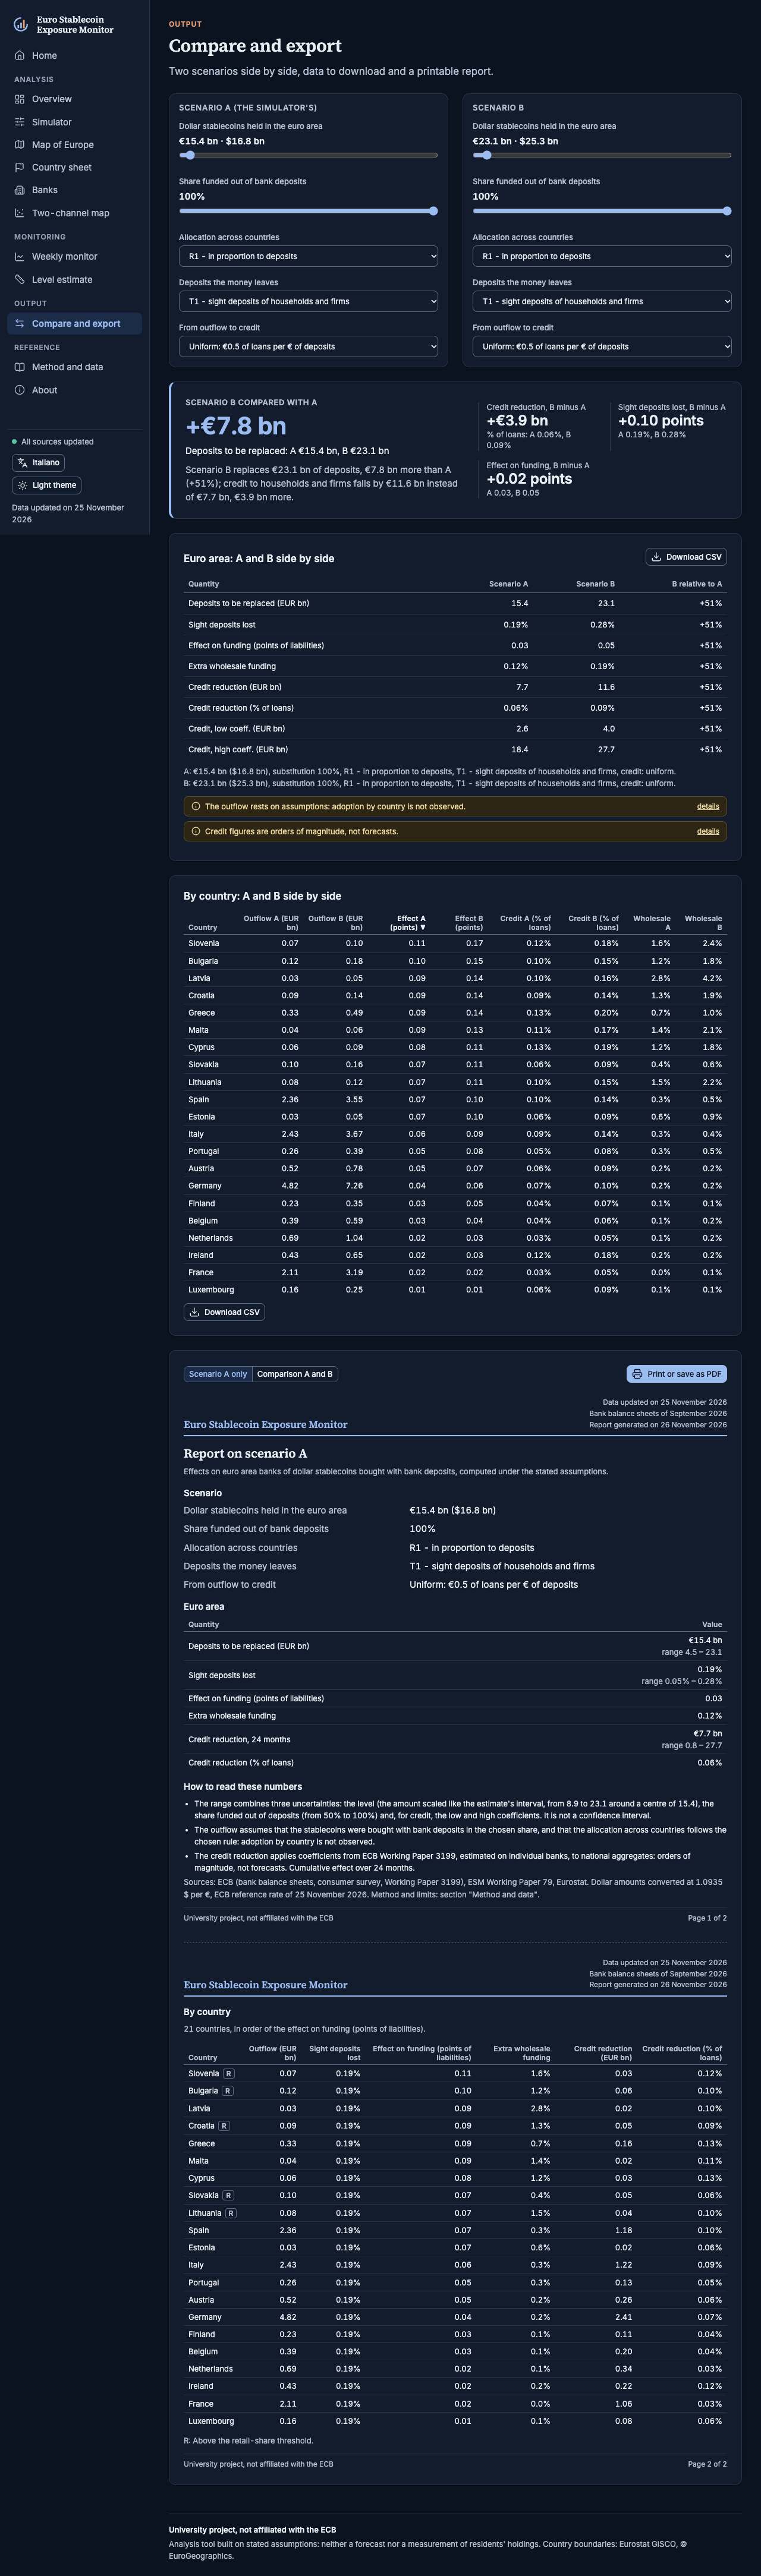 Euro Stablecoin
Exposure Monitor
Home
ANALYSIS
Overview
Simulator
Map of Europe
Country sheet
Banks
Two-channel map
MONITORING
Weekly monitor
Level estimate
OUTPUT
Compare and export
REFERENCE
Method and data
About
All sources updated
Italiano
Light theme
Data updated on 25 November
2026
OUTPUT
Compare and export
Two scenarios side by side, data to download and a printable report.
SCENARIO A (THE SIMULATOR'S)
Dollar stablecoins held in the euro area
€15.4 bn · $16.8 bn
Share funded out of bank deposits
100%
Allocation across countries
R1 - in proportion to deposits
Deposits the money leaves
T1 - sight deposits of households and firms
From outflow to credit
Uniform: €0.5 of loans per € of deposits
SCENARIO B
Dollar stablecoins held in the euro area
€23.1 bn · $25.3 bn
Share funded out of bank deposits
100%
Allocation across countries
R1 - in proportion to deposits
Deposits the money leaves
T1 - sight deposits of households and firms
From outflow to credit
Uniform: €0.5 of loans per € of deposits
SCENARIO B COMPARED WITH A
+€7.8 bn
Deposits to be replaced: A €15.4 bn, B €23.1 bn
Scenario B replaces €23.1 bn of deposits, €7.8 bn more than A
(+51%); credit to households and firms falls by €11.6 bn instead
of €7.7 bn, €3.9 bn more.
Credit reduction, B minus A
+€3.9 bn
% of loans: A 0.06%, B
0.09%
Sight deposits lost, B minus A
+0.10 points
A 0.19%, B 0.28%
Effect on funding, B minus A
+0.02 points
A 0.03, B 0.05
Euro area: A and B side by side
Download CSV
Quantity Scenario A Scenario B B relative to A
Deposits to be replaced (EUR bn) 15.4 23.1 +51%
Sight deposits lost 0.19% 0.28% +51%
Effect on funding (points of liabilities) 0.03 0.05 +51%
Extra wholesale funding 0.12% 0.19% +51%
Credit reduction (EUR bn) 7.7 11.6 +51%
Credit reduction (% of loans) 0.06% 0.09% +51%
Credit, low coeff. (EUR bn) 2.6 4.0 +51%
Credit, high coeff. (EUR bn) 18.4 27.7 +51%
A: €15.4 bn ($16.8 bn), substitution 100%, R1 - in proportion to deposits, T1 - sight deposits of households and firms, credit: uniform.
B: €23.1 bn ($25.3 bn), substitution 100%, R1 - in proportion to deposits, T1 - sight deposits of households and firms, credit: uniform.
The outflow rests on assumptions: adoption by country is not observed. details
Credit figures are orders of magnitude, not forecasts. details
By country: A and B side by side
Country Outflow A (EUR bn) Outflow B (EUR bn) Effect A (points) ▼ Effect B (points) Credit A (% of loans) Credit B (% of loans) Wholesale A Wholesale B
Slovenia 0.07 0.10 0.11 0.17 0.12% 0.18% 1.6% 2.4%
Bulgaria 0.12 0.18 0.10 0.15 0.10% 0.15% 1.2% 1.8%
Latvia 0.03 0.05 0.09 0.14 0.10% 0.16% 2.8% 4.2%
Croatia 0.09 0.14 0.09 0.14 0.09% 0.14% 1.3% 1.9%
Greece 0.33 0.49 0.09 0.14 0.13% 0.20% 0.7% 1.0%
Malta 0.04 0.06 0.09 0.13 0.11% 0.17% 1.4% 2.1%
Cyprus 0.06 0.09 0.08 0.11 0.13% 0.19% 1.2% 1.8%
Slovakia 0.10 0.16 0.07 0.11 0.06% 0.09% 0.4% 0.6%
Lithuania 0.08 0.12 0.07 0.11 0.10% 0.15% 1.5% 2.2%
Spain 2.36 3.55 0.07 0.10 0.10% 0.14% 0.3% 0.5%
Estonia 0.03 0.05 0.07 0.10 0.06% 0.09% 0.6% 0.9%
Italy 2.43 3.67 0.06 0.09 0.09% 0.14% 0.3% 0.4%
Portugal 0.26 0.39 0.05 0.08 0.05% 0.08% 0.3% 0.5%
Austria 0.52 0.78 0.05 0.07 0.06% 0.09% 0.2% 0.2%
Germany 4.82 7.26 0.04 0.06 0.07% 0.10% 0.2% 0.2%
Finland 0.23 0.35 0.03 0.05 0.04% 0.07% 0.1% 0.1%
Belgium 0.39 0.59 0.03 0.04 0.04% 0.06% 0.1% 0.2%
Netherlands 0.69 1.04 0.02 0.03 0.03% 0.05% 0.1% 0.2%
Ireland 0.43 0.65 0.02 0.03 0.12% 0.18% 0.2% 0.2%
France 2.11 3.19 0.02 0.02 0.03% 0.05% 0.0% 0.1%
Luxembourg 0.16 0.25 0.01 0.01 0.06% 0.09% 0.1% 0.1%
Download CSV
Scenario A only
Comparison A and B
Print or save as PDF
Data updated on 25 November 2026
Bank balance sheets of September 2026
Euro Stablecoin Exposure Monitor Report generated on 26 November 2026
Report on scenario A
Effects on euro area banks of dollar stablecoins bought with bank deposits, computed under the stated assumptions.
Scenario
Dollar stablecoins held in the euro area €15.4 bn ($16.8 bn)
Share funded out of bank deposits 100%
Allocation across countries R1 - in proportion to deposits
Deposits the money leaves T1 - sight deposits of households and firms
From outflow to credit Uniform: €0.5 of loans per € of deposits
Euro area
Quantity Value
Deposits to be replaced (EUR bn) €15.4 bn
range 4.5 – 23.1
Sight deposits lost 0.19%
range 0.05% – 0.28%
Effect on funding (points of liabilities) 0.03
Extra wholesale funding 0.12%
Credit reduction, 24 months €7.7 bn
range 0.8 – 27.7
Credit reduction (% of loans) 0.06%
How to read these numbers
• The range combines three uncertainties: the level (the amount scaled like the estimate's interval, from 8.9 to 23.1 around a centre of 15.4), the
share funded out of deposits (from 50% to 100%) and, for credit, the low and high coefficients. It is not a confidence interval.
• The outflow assumes that the stablecoins were bought with bank deposits in the chosen share, and that the allocation across countries follows the
chosen rule: adoption by country is not observed.
• The credit reduction applies coefficients from ECB Working Paper 3199, estimated on individual banks, to national aggregates: orders of
magnitude, not forecasts. Cumulative effect over 24 months.
Sources: ECB (bank balance sheets, consumer survey, Working Paper 3199), ESM Working Paper 79, Eurostat. Dollar amounts converted at 1.0935
$ per €, ECB reference rate of 25 November 2026. Method and limits: section "Method and data".
University project, not affiliated with the ECB Page 1 of 2
Data updated on 25 November 2026
Bank balance sheets of September 2026
Euro Stablecoin Exposure Monitor Report generated on 26 November 2026
By country
21 countries, in order of the effect on funding (points of liabilities).
Country Outflow (EUR bn) Sight deposits lost Effect on funding (points of liabilities) Extra wholesale funding Credit reduction (EUR bn) Credit reduction (% of loans)
Slovenia R 0.07 0.19% 0.11 1.6% 0.03 0.12%
Bulgaria R 0.12 0.19% 0.10 1.2% 0.06 0.10%
Latvia 0.03 0.19% 0.09 2.8% 0.02 0.10%
Croatia R 0.09 0.19% 0.09 1.3% 0.05 0.09%
Greece 0.33 0.19% 0.09 0.7% 0.16 0.13%
Malta 0.04 0.19% 0.09 1.4% 0.02 0.11%
Cyprus 0.06 0.19% 0.08 1.2% 0.03 0.13%
Slovakia R 0.10 0.19% 0.07 0.4% 0.05 0.06%
Lithuania R 0.08 0.19% 0.07 1.5% 0.04 0.10%
Spain 2.36 0.19% 0.07 0.3% 1.18 0.10%
Estonia 0.03 0.19% 0.07 0.6% 0.02 0.06%
Italy 2.43 0.19% 0.06 0.3% 1.22 0.09%
Portugal 0.26 0.19% 0.05 0.3% 0.13 0.05%
Austria 0.52 0.19% 0.05 0.2% 0.26 0.06%
Germany 4.82 0.19% 0.04 0.2% 2.41 0.07%
Finland 0.23 0.19% 0.03 0.1% 0.11 0.04%
Belgium 0.39 0.19% 0.03 0.1% 0.20 0.04%
Netherlands 0.69 0.19% 0.02 0.1% 0.34 0.03%
Ireland 0.43 0.19% 0.02 0.2% 0.22 0.12%
France 2.11 0.19% 0.02 0.0% 1.06 0.03%
Luxembourg 0.16 0.19% 0.01 0.1% 0.08 0.06%
R: Above the retail-share threshold.
University project, not affiliated with the ECB Page 2 of 2
University project, not affiliated with the ECB
Analysis tool built on stated assumptions: neither a forecast nor a measurement of residents' holdings. Country boundaries: Eurostat GISCO, ©
EuroGeographics.